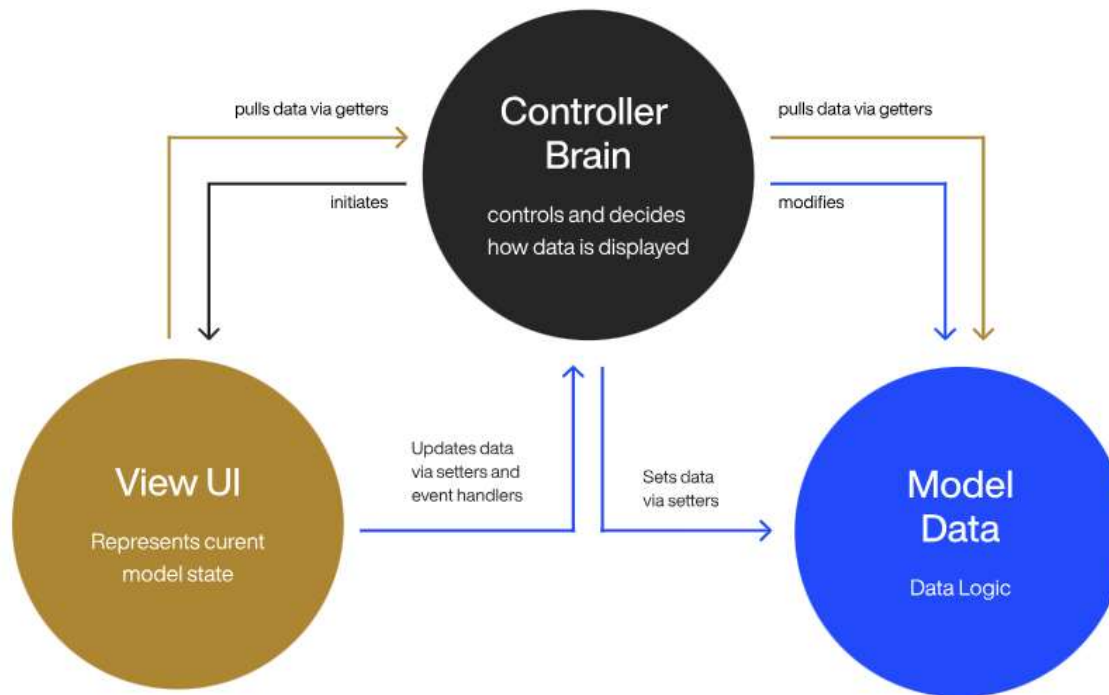 pulls data via getters
Controller
Brain
controls and decides
how data is displayed
pulls data via getters
initiates
modifies
View UI
Represents curent
model state
Updates data
via setters and
event handlers
Sets data
via setters
Model
Data
Data Logic